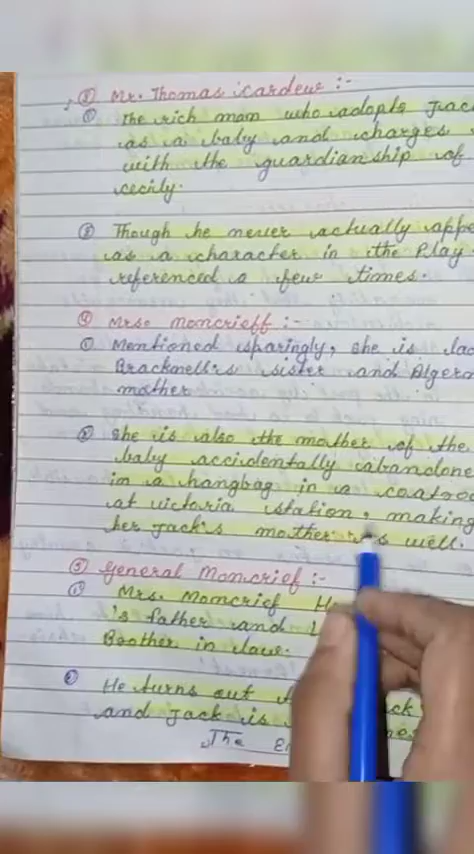 ③ Mr. Thomas Cardew :-
① The rich man who adopts Jac
as a baby and charges
with the guardianship of
cecily.
② Though he never actually appe
as a character in the Play
referenced a few times.
④ Mrs. Moncrieff :-
① Mentioned sparingly, she is lad
Bracknell's sister and Algern
mother
② She is also the mother of the
baby accidentally abandone
in a hangbag in a coatroo
at victoria station, making
her Jack's mother as well.
⑤ General Moncrief :-
① Mrs. Momcrief
's father and
Boother in law.
② He turns out
and Jack is
The